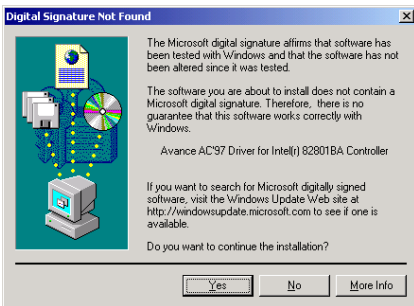 Digital Signature Not Found
The Microsoft digital signature affirms that software has
been tested with Windows and that the software has not
been altered since it was tested.
The software you are about to install does not contain a
Microsoft digital signature. Therefore, there is no
guarantee that this software works correctly with
Windows.
Avance AC'97 Driver for Intel(r) 82801BA Controller
If you want to search for Microsoft digitally signed
software, visit the Windows Update Web site at
http://windowsupdate.microsoft.com to see if one is
available.
Do you want to continue the installation?
Yes No More Info